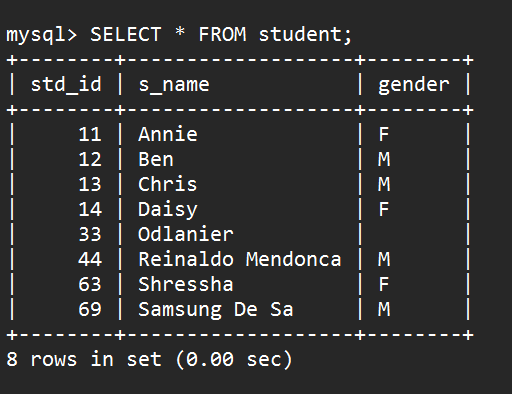 mysql> SELECT * FROM student;
+--------+-------------------+--------+
| std_id | s_name            | gender |
+--------+-------------------+--------+
|     11 | Annie             | F      |
|     12 | Ben               | M      |
|     13 | Chris             | M      |
|     14 | Daisy             | F      |
|     33 | Odlanier          |        |
|     44 | Reinaldo Mendonca | M      |
|     63 | Shressha          | F      |
|     69 | Samsung De Sa     | M      |
+--------+-------------------+--------+
8 rows in set (0.00 sec)